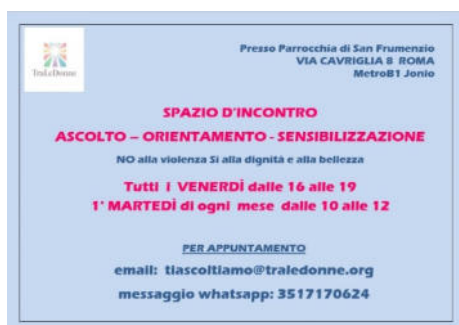 TraLeDonne
Presso Parrocchia di San Frumenzio
VIA CAVRIGLIA 8 ROMA
MetroB1 Jonio
SPAZIO D'INCONTRO
ASCOLTO – ORIENTAMENTO - SENSIBILIZZAZIONE
NO alla violenza Sì alla dignità e alla bellezza
Tutti I VENERDÌ dalle 16 alle 19
1' MARTEDÌ di ogni mese dalle 10 alle 12
PER APPUNTAMENTO
email: tiascoltiamo@traledonne.org
messaggio whatsapp: 3517170624